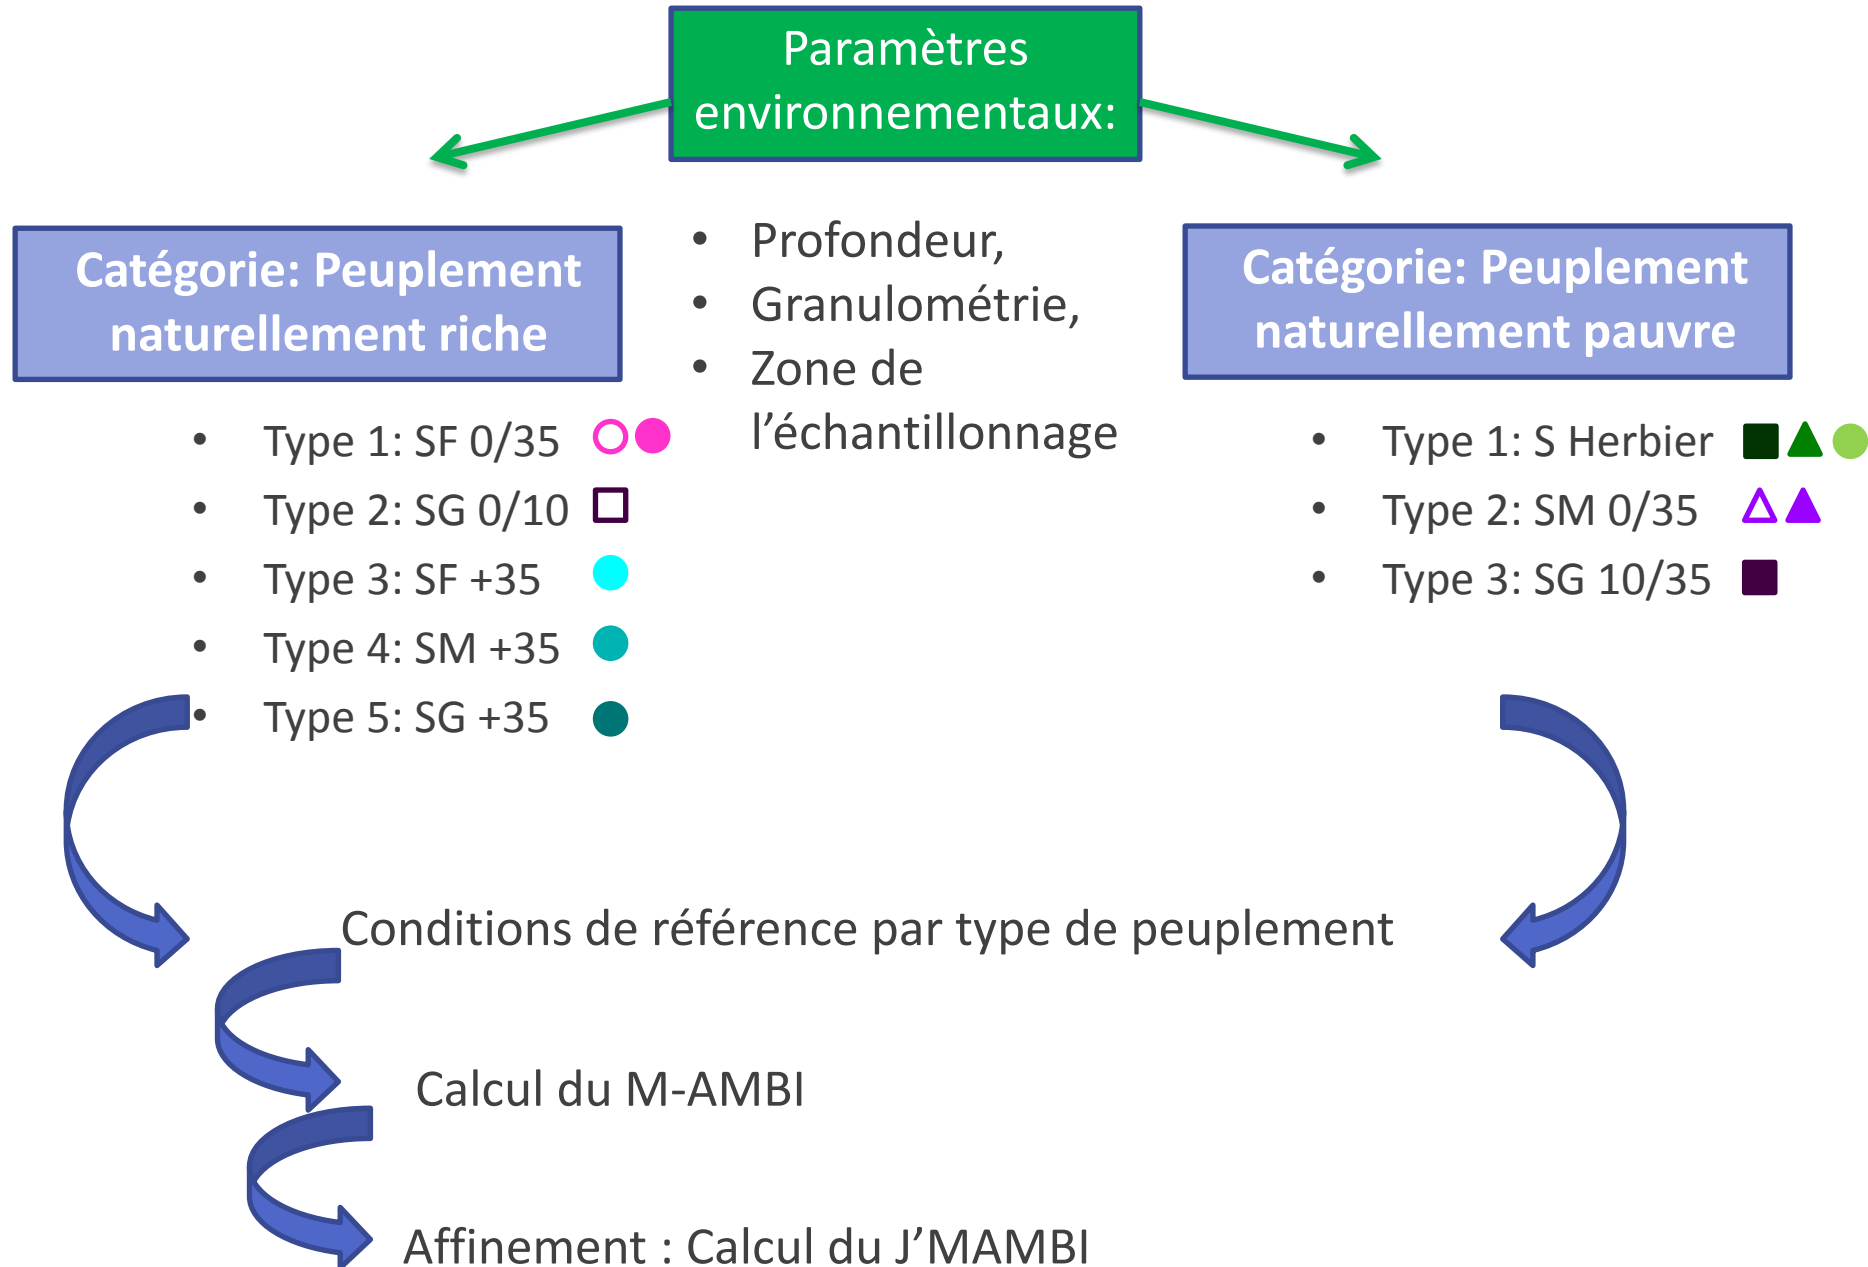 Paramètres
environnementaux:
Catégorie: Peuplement
naturellement riche
• Profondeur,
• Granulométrie,
• Zone de
l’échantillonnage
Catégorie: Peuplement
naturellement pauvre
• Type 1: SF 0/35
• Type 2: SG 0/10
• Type 3: SF +35
• Type 4: SM +35
• Type 5: SG +35
• Type 1: S Herbier
• Type 2: SM 0/35
• Type 3: SG 10/35
Conditions de référence par type de peuplement
Calcul du M-AMBI
Affinement : Calcul du J’MAMBI